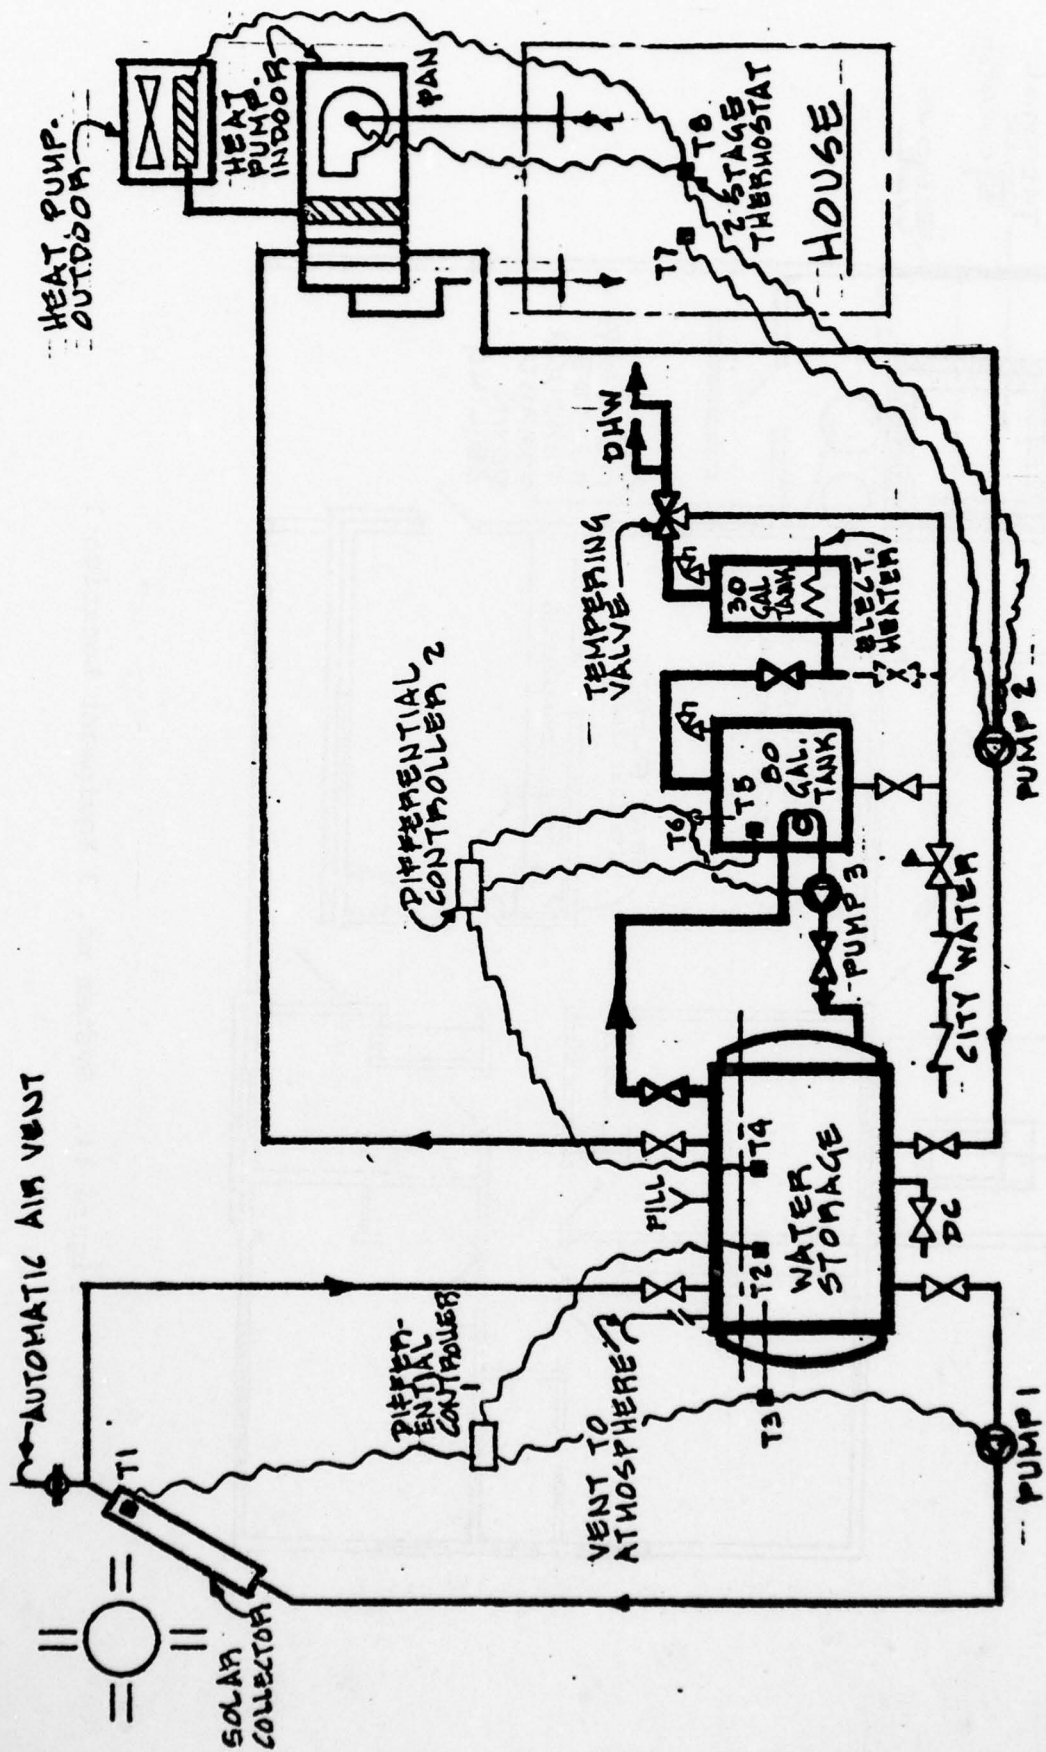 AUTOMATIC AIR VENT
T1
SOLAR
COLLECTOR
DIFFER-
ENTIAL
CONTROLLER
1
VENT TO
ATMOSPHERE
FILL
T2
T4
T3
WATER
STORAGE
DC
PUMP 1
DIFFERENTIAL
CONTROLLER 2
T6
T5
80
GAL.
TANK
PUMP 3
CITY WATER
TEMPERING
VALVE
DHW
30
GAL
TANK
ELECT.
HEATER
PUMP 2
HEAT PUMP-
OUTDOOR
HEAT
PUMP-
INDOOR
FAN
T7
T8
2-STAGE
THERMOSTAT
HOUSE